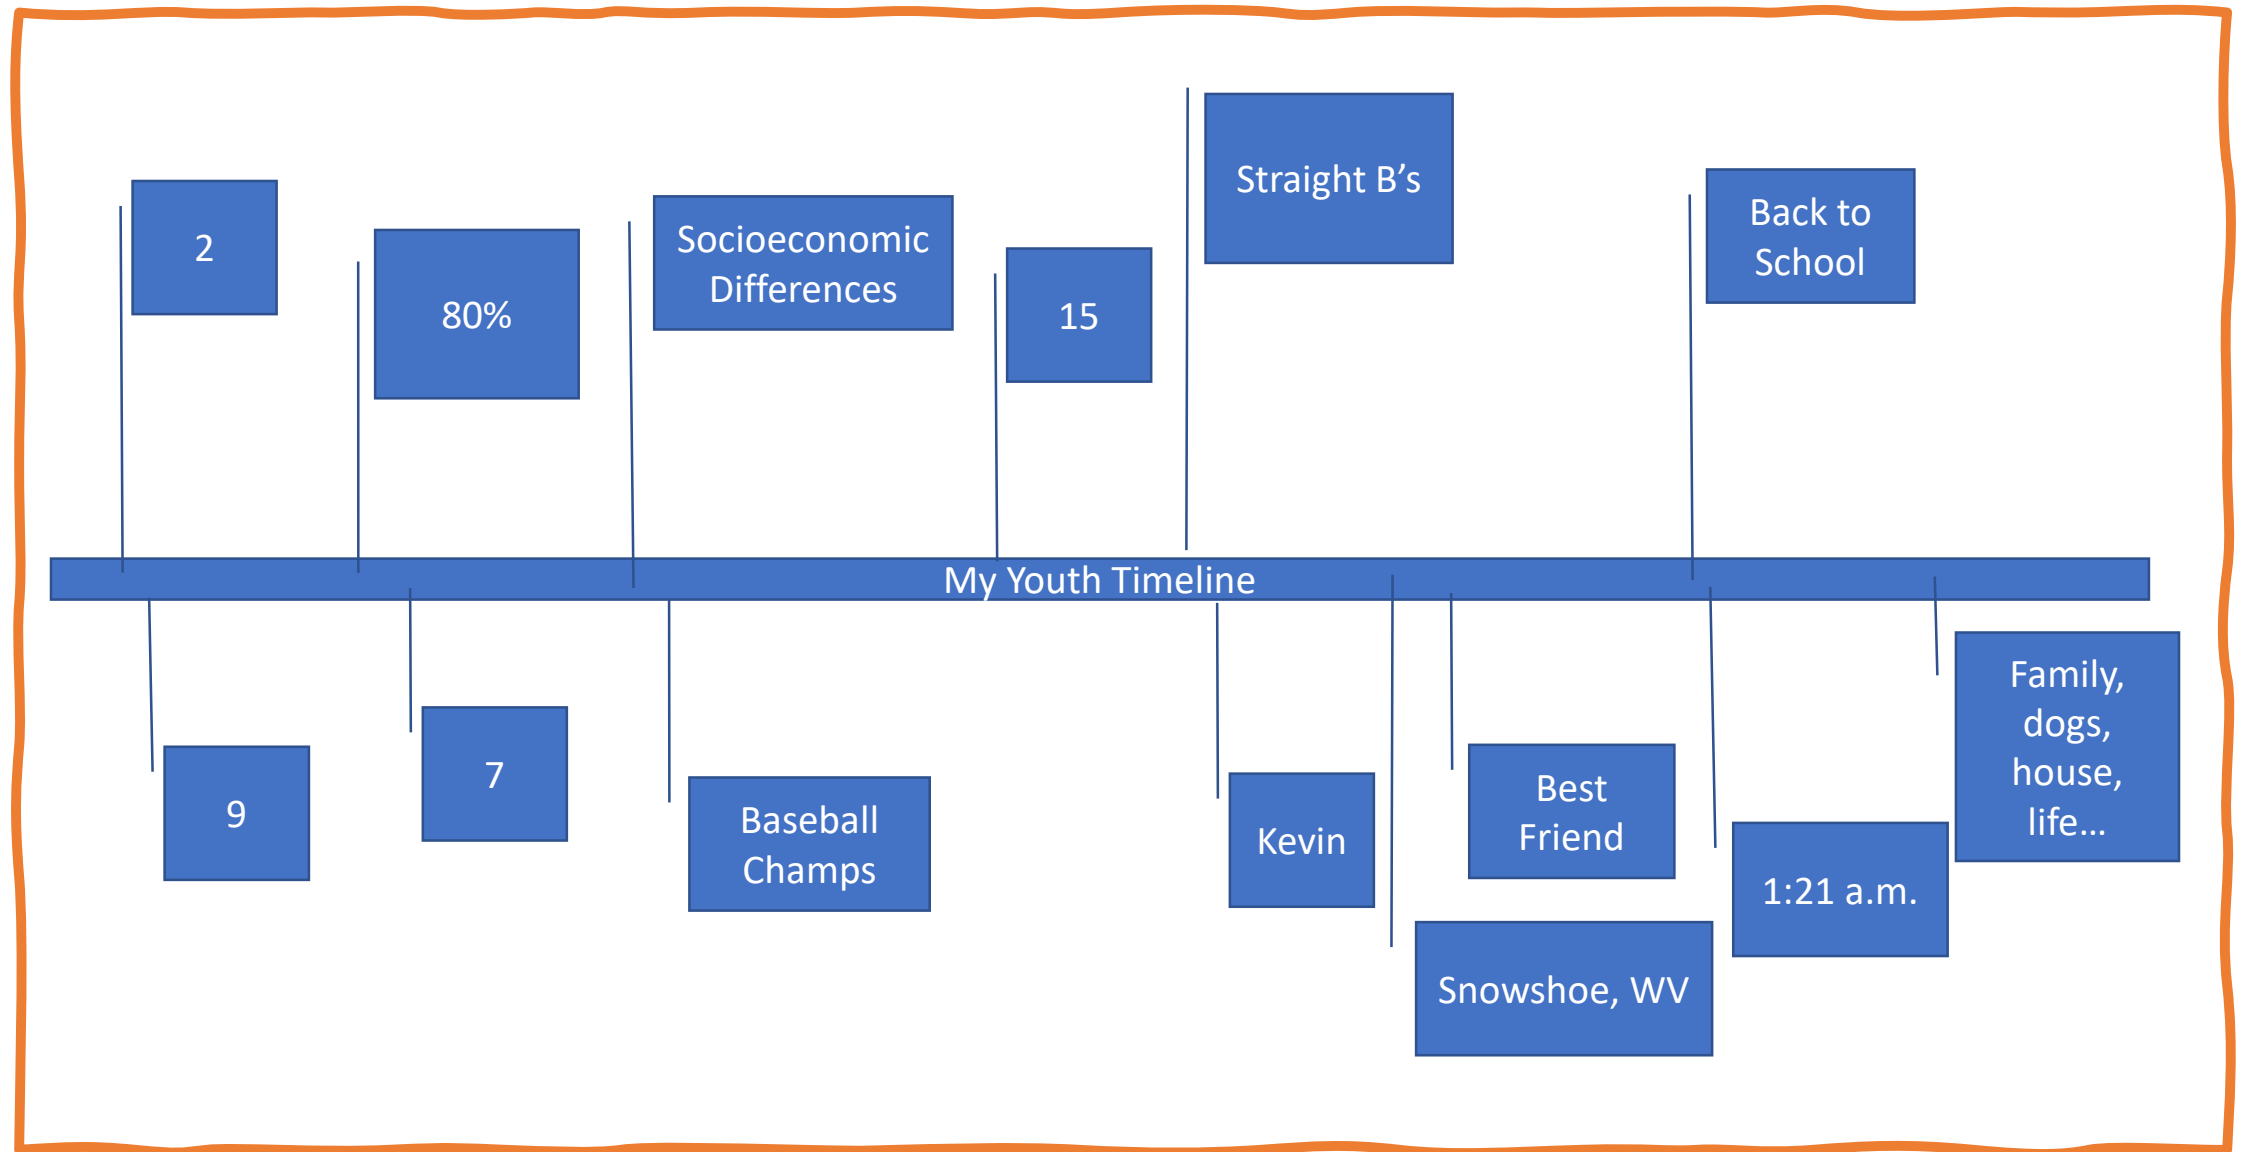 2
80%
Socioeconomic
Differences
15
Straight B’s
Back to
School
My Youth Timeline
9
7
Baseball
Champs
Kevin
Best
Friend
Snowshoe, WV
1:21 a.m.
Family,
dogs,
house,
life…